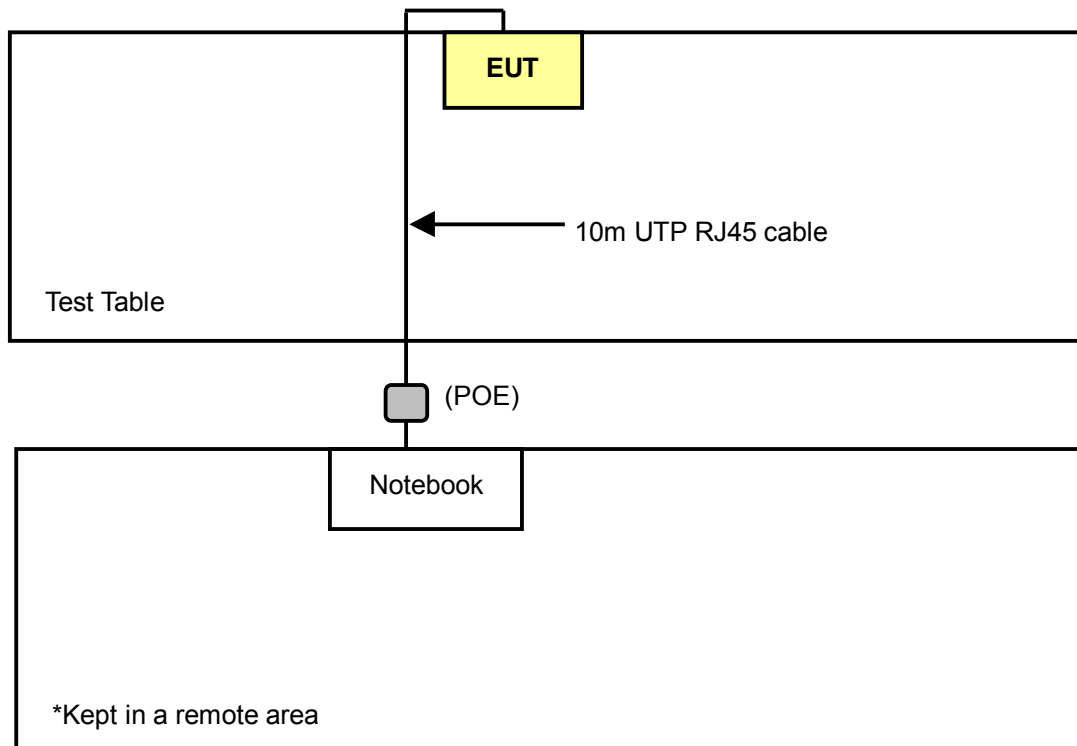 EUT
10m UTP RJ45 cable
Test Table
(POE)
Notebook
*Kept in a remote area